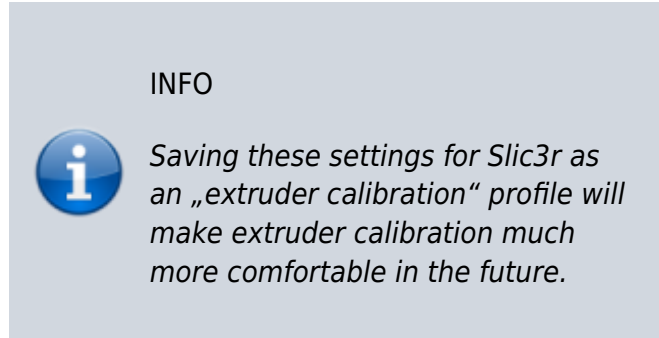 INFO
Saving these settings for Slic3r as
an „extruder calibration“ profile will
make extruder calibration much
more comfortable in the future.